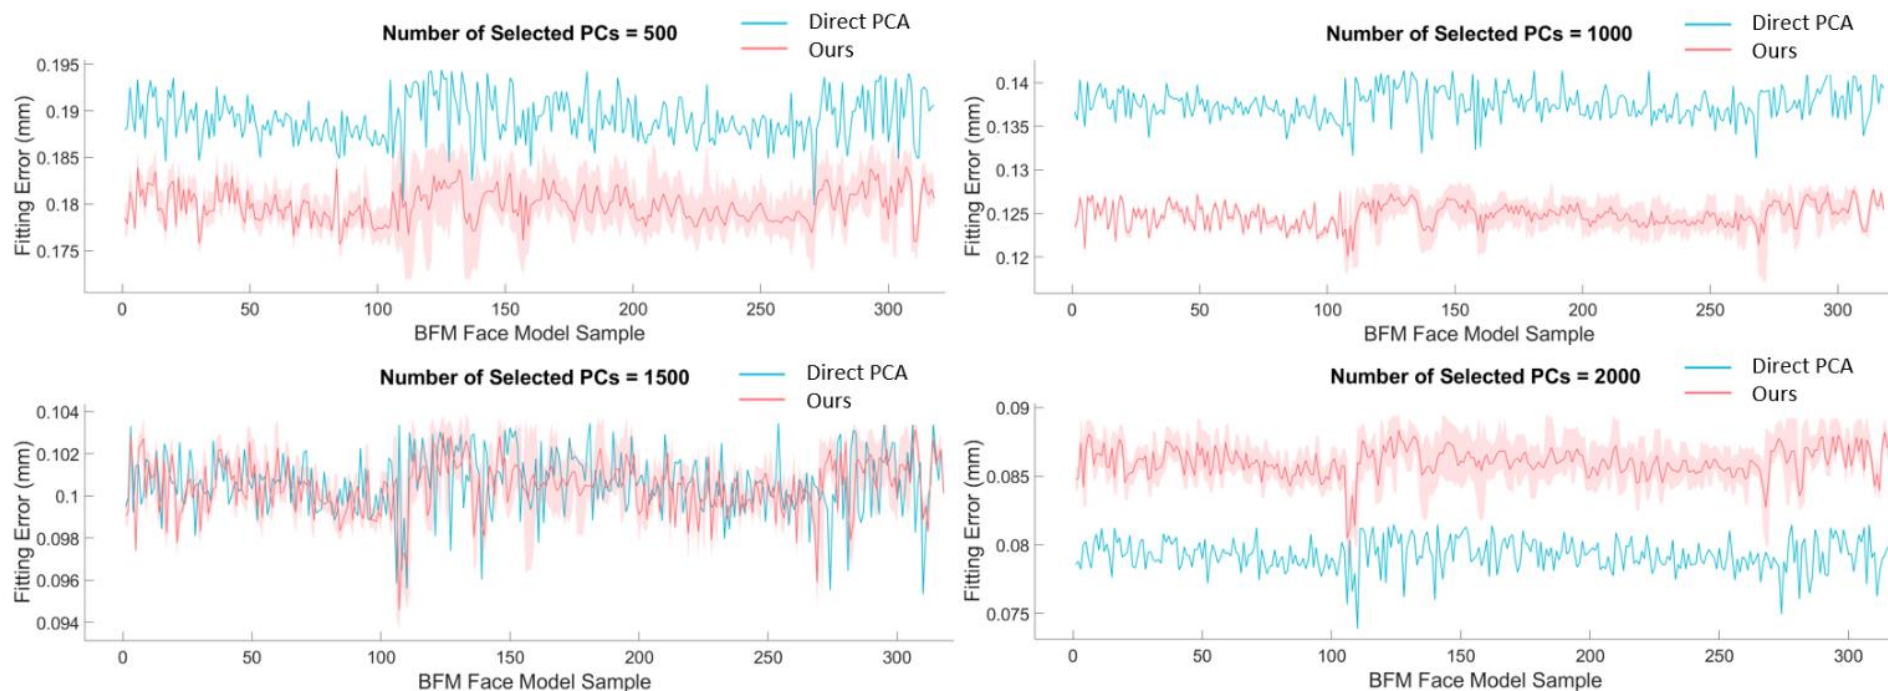 Number of Selected PCs = 500
Direct PCA
Ours
0.195
0.19
0.185
0.18
0.175
Fitting Error (mm)
0 50 100 150 200 250 300
BFM Face Model Sample
Number of Selected PCs = 1000
Direct PCA
Ours
0.14
0.135
0.13
0.125
0.12
Fitting Error (mm)
0 50 100 150 200 250 300
BFM Face Model Sample
Number of Selected PCs = 1500
Direct PCA
Ours
0.104
0.102
0.1
0.098
0.096
0.094
Fitting Error (mm)
0 50 100 150 200 250 300
BFM Face Model Sample
Number of Selected PCs = 2000
Direct PCA
Ours
0.09
0.085
0.08
0.075
Fitting Error (mm)
0 50 100 150 200 250 300
BFM Face Model Sample